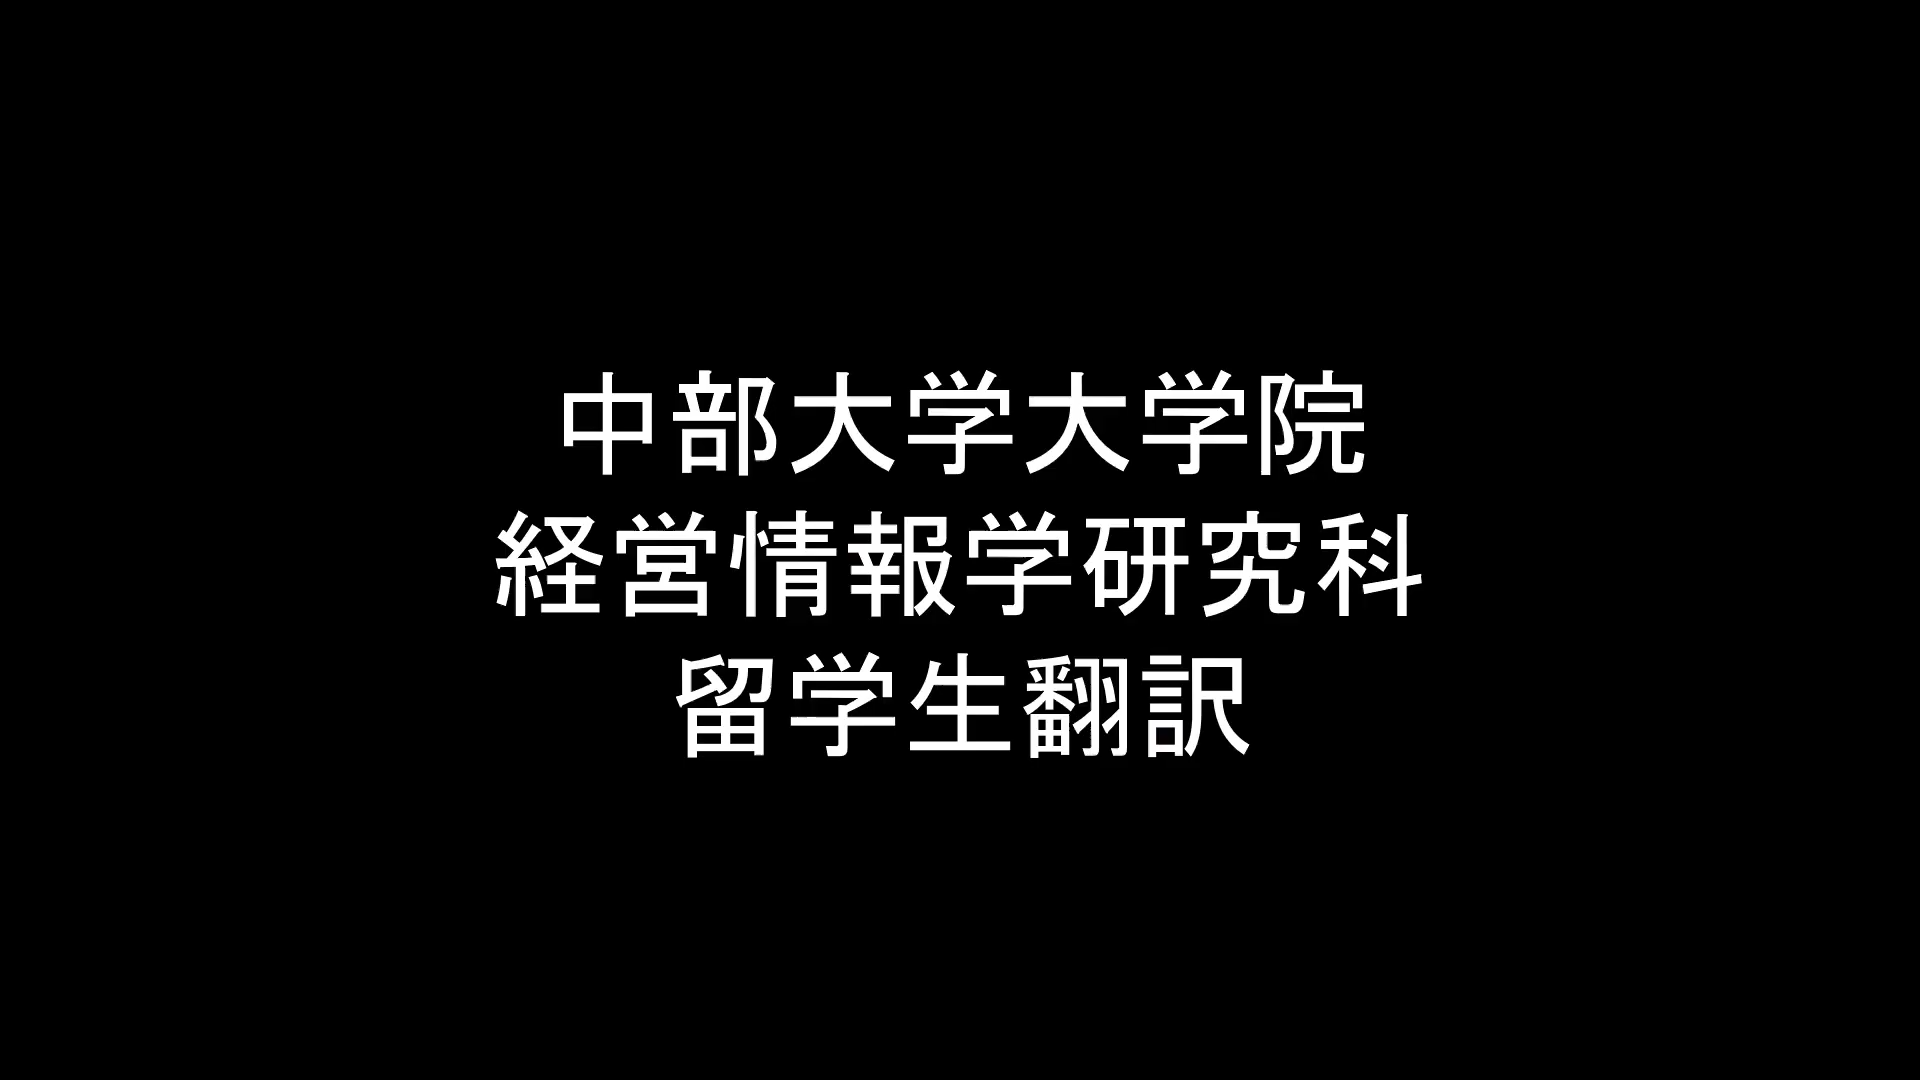 中部大学大学院
経営情報学研究科
留学生翻訳